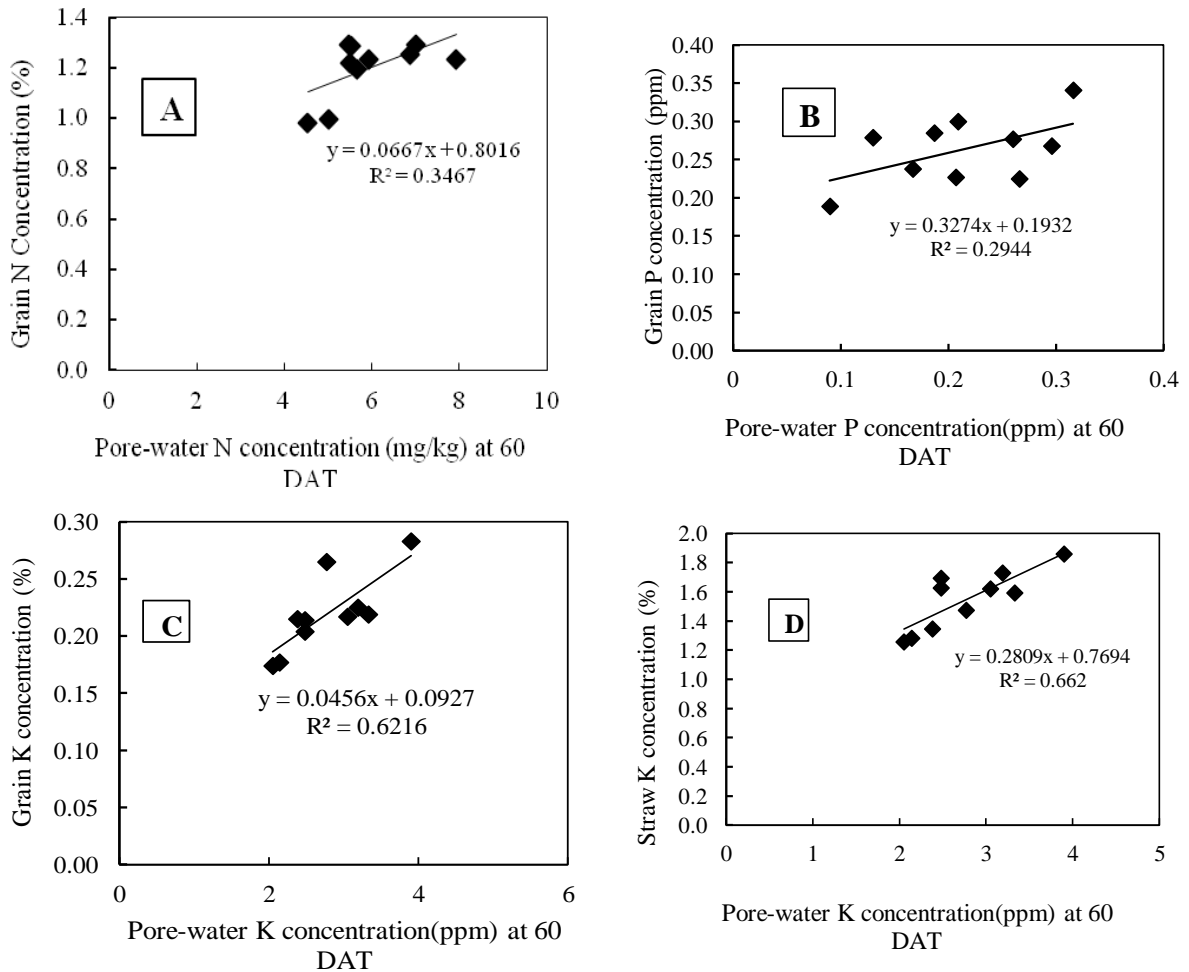 Grain N Concentration (%)
1.4
1.2
1.0
0.8
0.6
0.4
0.2
0.0
A
y = 0.0667x + 0.8016
R² = 0.3467
0 2 4 6 8 10
Pore-water N concentration (mg/kg) at 60
DAT
Grain P concentration (ppm)
0.40
0.35
0.30
0.25
0.20
0.15
0.10
0.05
0.00
B
y = 0.3274x + 0.1932
R² = 0.2944
0 0.1 0.2 0.3 0.4
Pore-water P concentration(ppm) at 60
DAT
Grain K concentration (%)
0.30
0.25
0.20
0.15
0.10
0.05
0.00
C
y = 0.0456x + 0.0927
R² = 0.6216
0 2 4 6
Pore-water K concentration(ppm) at 60
DAT
Straw K concentration (%)
2.0
1.8
1.6
1.4
1.2
1.0
0.8
0.6
0.4
0.2
0.0
D
y = 0.2809x + 0.7694
R² = 0.662
0 1 2 3 4 5
Pore-water K concentration(ppm) at 60
DAT